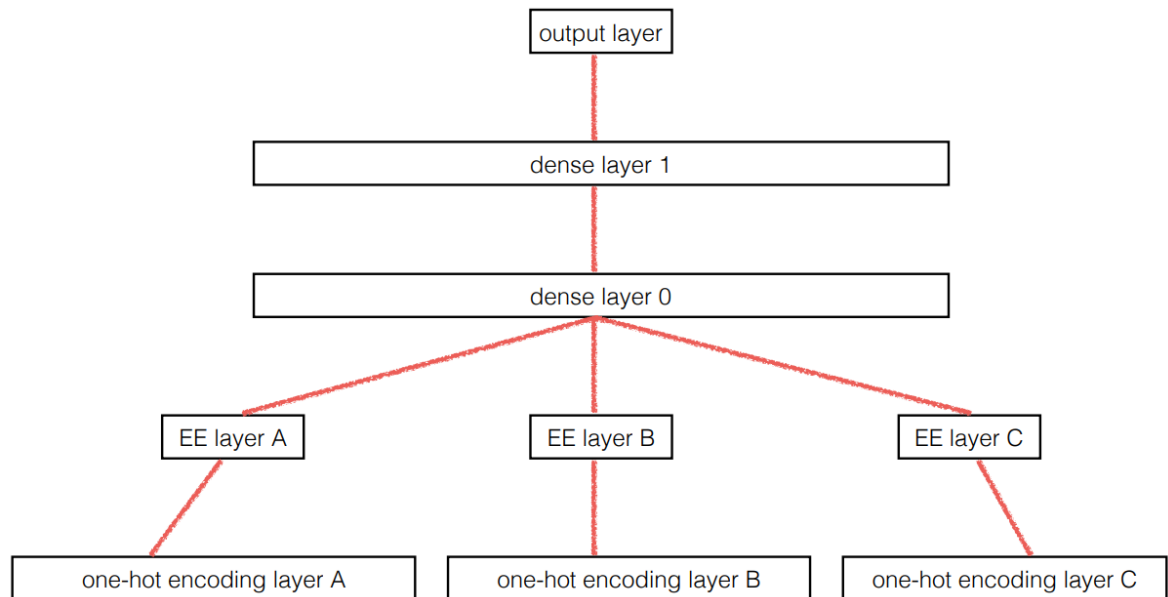 output layer
dense layer 1
dense layer 0
EE layer A
EE layer B
EE layer C
one-hot encoding layer A
one-hot encoding layer B
one-hot encoding layer C